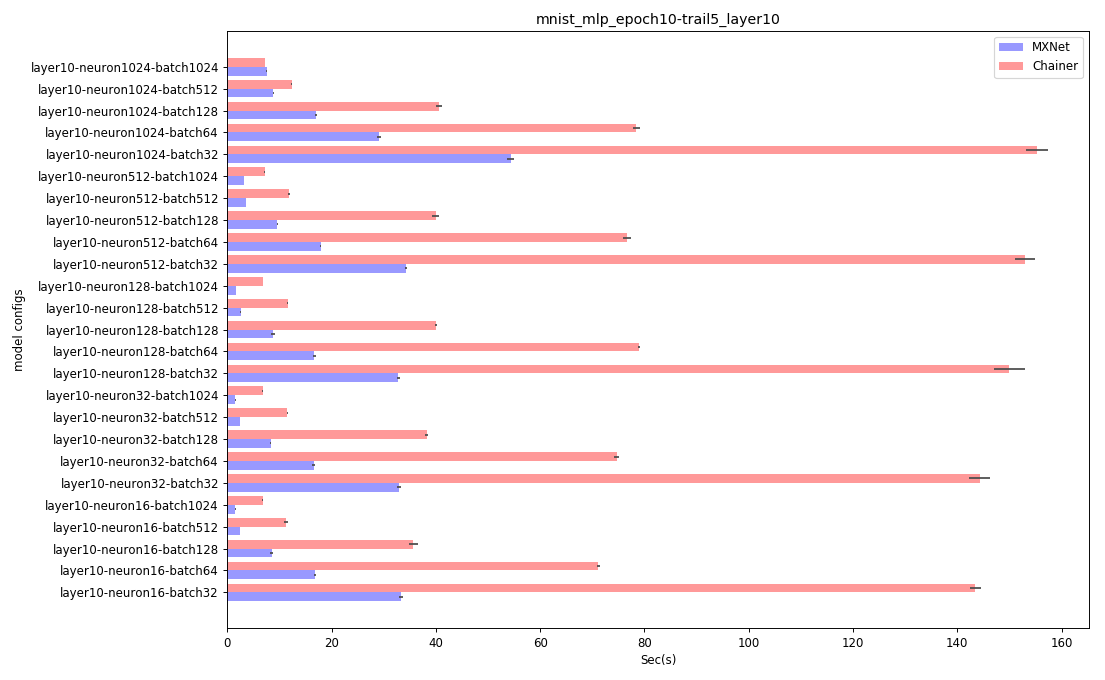 mnist_mlp_epoch10-trail5_layer10
MXNet
Chainer
model configs
layer10-neuron1024-batch1024
layer10-neuron1024-batch512
layer10-neuron1024-batch128
layer10-neuron1024-batch64
layer10-neuron1024-batch32
layer10-neuron512-batch1024
layer10-neuron512-batch512
layer10-neuron512-batch128
layer10-neuron512-batch64
layer10-neuron512-batch32
layer10-neuron128-batch1024
layer10-neuron128-batch512
layer10-neuron128-batch128
layer10-neuron128-batch64
layer10-neuron128-batch32
layer10-neuron32-batch1024
layer10-neuron32-batch512
layer10-neuron32-batch128
layer10-neuron32-batch64
layer10-neuron32-batch32
layer10-neuron16-batch1024
layer10-neuron16-batch512
layer10-neuron16-batch128
layer10-neuron16-batch64
layer10-neuron16-batch32
0 20 40 60 80 100 120 140 160
Sec(s)